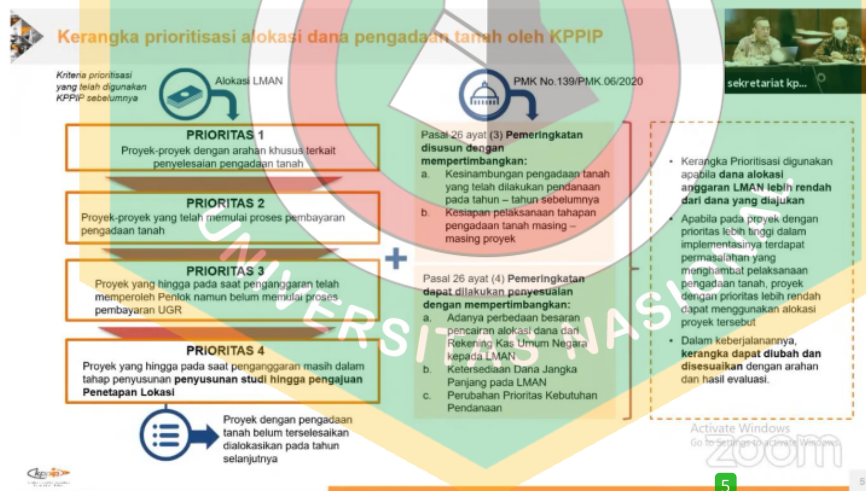 Kerangka prioritisasi alokasi dana pengadaan tanah oleh KPPIP
Kriteria prioritisasi
yang telah digunakan
KPPIP sebelumnya
Alokasi LMAN
PRIORITAS 1
Proyek-proyek dengan arahan khusus terkait
penyelesaian pengadaan tanah
PRIORITAS 2
Proyek-proyek yang telah memulai proses pembayaran
pengadaan tanah
PRIORITAS 3
Proyek yang hingga pada saat penganggaran telah
memperoleh Penlok namun belum memulai proses
pembayaran UGR
PRIORITAS 4
Proyek yang hingga pada saat penganggaran masih dalam
tahap penyusunan penyusunan studi hingga pengajuan
Penetapan Lokasi
Proyek dengan pengadaan
tanah belum terselesaikan
dialokasikan pada tahun
selanjutnya
+
PMK No.139/PMK.06/2020
Pasal 26 ayat (3) Pemeringkatan
disusun dengan
mempertimbangkan:
a. Kesinambungan pengadaan tanah
yang telah dilakukan pendanaan
pada tahun – tahun sebelumnya
b. Kesiapan pelaksanaan tahapan
pengadaan tanah masing –
masing proyek
Pasal 26 ayat (4) Pemeringkatan
dapat dilakukan penyesuaian
dengan mempertimbangkan:
a. Adanya perbedaan besaran
pencairan alokasi dana dari
Rekening Kas Umum Negara
kepada LMAN
b. Ketersediaan Dana Jangka
Panjang pada LMAN
c. Perubahan Prioritas Kebutuhan
Pendanaan
sekretariat kp...
• Kerangka Prioritisasi digunakan
apabila dana alokasi
anggaran LMAN lebih rendah
dari dana yang diajukan
• Apabila pada proyek dengan
prioritas lebih tinggi dalam
implementasinya terdapat
permasalahan yang
menghambat pelaksanaan
pengadaan tanah, proyek
dengan prioritas lebih rendah
dapat menggunakan alokasi
proyek tersebut
• Dalam keberjalanannya,
kerangka dapat diubah dan
disesuaikan dengan arahan
dan hasil evaluasi.
UNIVERSITAS NASIONAL
Activate Windows
Go to Settings to activate Windows.
zoom
kppip
5